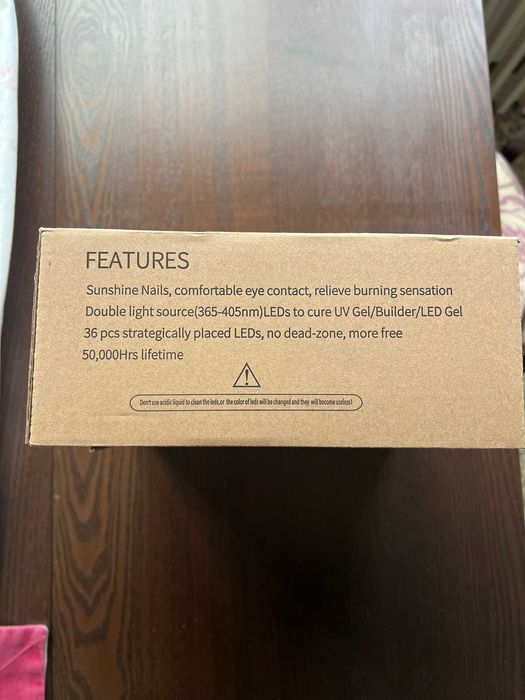 FEATURES
Sunshine Nails, comfortable eye contact, relieve burning sensation
Double light source(365-405nm)LEDs to cure UV Gel/Builder/LED Gel
36 pcs strategically placed LEDs, no dead-zone, more free
50,000Hrs lifetime
Don't use acidic liquid to clean the leds,or the color of leds will be changed and they will become useless!